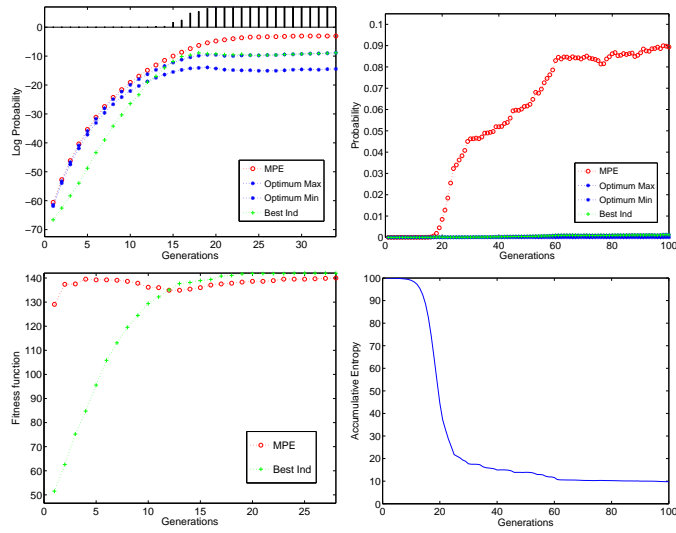 0
−10
−20
−30
−40
−50
−60
−70
Log Probability
0 5 10 15 20 25 30
Generations
MPE
Optimum Max
Optimum Min
Best Ind
0.1
0.09
0.08
0.07
0.06
0.05
0.04
0.03
0.02
0.01
0
Probability
0 20 40 60 80 100
Generations
MPE
Optimum Max
Optimum Min
Best Ind
140
130
120
110
100
90
80
70
60
50
Fitness function
0 5 10 15 20 25
Generations
MPE
Best Ind
100
90
80
70
60
50
40
30
20
10
0
Accumulative Entropy
0 20 40 60 80 100
Generations